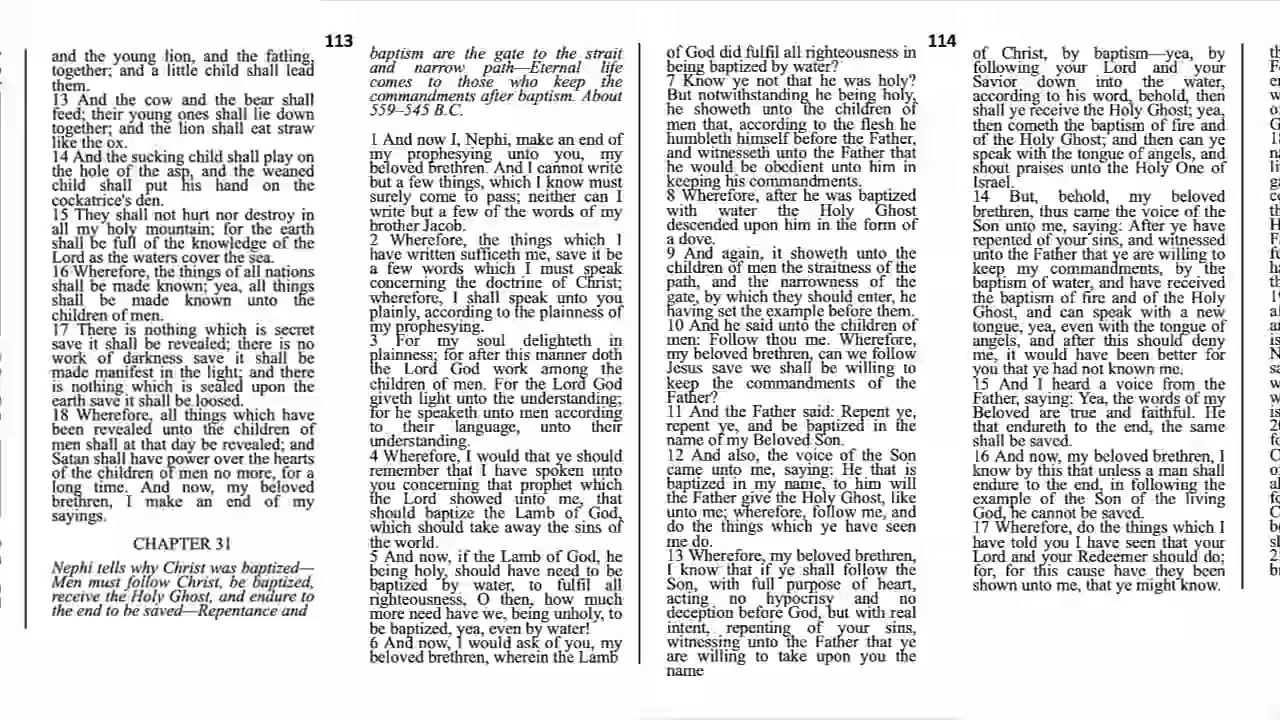 113
and the young lion, and the fatling,
together; and a little child shall lead
them.
13 And the cow and the bear shall
feed; their young ones shall lie down
together; and the lion shall eat straw
like the ox.
14 And the sucking child shall play on
the hole of the asp, and the weaned
child shall put his hand on the
cockatrice's den.
15 They shall not hurt nor destroy in
all my holy mountain; for the earth
shall be full of the knowledge of the
Lord as the waters cover the sea.
16 Wherefore, the things of all nations
shall be made known; yea, all things
shall be made known unto the
children of men.
17 There is nothing which is secret
save it shall be revealed; there is no
work of darkness save it shall be
made manifest in the light; and there
is nothing which is sealed upon the
earth save it shall be loosed.
18 Wherefore, all things which have
been revealed unto the children of
men shall at that day be revealed; and
Satan shall have power over the hearts
of the children of men no more, for a
long time. And now, my beloved
brethren, I make an end of my
sayings.
CHAPTER 31
Nephi tells why Christ was baptized—
Men must follow Christ, be baptized,
receive the Holy Ghost, and endure to
the end to be saved—Repentance and
baptism are the gate to the strait
and narrow path—Eternal life
comes to those who keep the
commandments after baptism. About
559–545 B.C.
1 And now I, Nephi, make an end of
my prophesying unto you, my
beloved brethren. And I cannot write
but a few things, which I know must
surely come to pass; neither can I
write but a few of the words of my
brother Jacob.
2 Wherefore, the things which I
have written sufficeth me, save it be
a few words which I must speak
concerning the doctrine of Christ;
wherefore, I shall speak unto you
plainly, according to the plainness of
my prophesying.
3 For my soul delighteth in
plainness; for after this manner doth
the Lord God work among the
children of men. For the Lord God
giveth light unto the understanding;
for he speaketh unto men according
to their language, unto their
understanding.
4 Wherefore, I would that ye should
remember that I have spoken unto
you concerning that prophet which
the Lord showed unto me, that
should baptize the Lamb of God,
which should take away the sins of
the world.
5 And now, if the Lamb of God, he
being holy, should have need to be
baptized by water, to fulfil all
righteousness, O then, how much
more need have we, being unholy, to
be baptized, yea, even by water!
6 And now, I would ask of you, my
beloved brethren, wherein the Lamb
114
of God did fulfil all righteousness in
being baptized by water?
7 Know ye not that he was holy?
But notwithstanding he being holy,
he showeth unto the children of
men that, according to the flesh he
humbleth himself before the Father,
and witnesseth unto the Father that
he would be obedient unto him in
keeping his commandments.
8 Wherefore, after he was baptized
with water the Holy Ghost
descended upon him in the form of
a dove.
9 And again, it showeth unto the
children of men the straitness of the
path, and the narrowness of the
gate, by which they should enter, he
having set the example before them.
10 And he said unto the children of
men: Follow thou me. Wherefore,
my beloved brethren, can we follow
Jesus save we shall be willing to
keep the commandments of the
Father?
11 And the Father said: Repent ye,
repent ye, and be baptized in the
name of my Beloved Son.
12 And also, the voice of the Son
came unto me, saying: He that is
baptized in my name, to him will
the Father give the Holy Ghost, like
unto me; wherefore, follow me, and
do the things which ye have seen
me do.
13 Wherefore, my beloved brethren,
I know that if ye shall follow the
Son, with full purpose of heart,
acting no hypocrisy and no
deception before God, but with real
intent, repenting of your sins,
witnessing unto the Father that ye
are willing to take upon you the
name
of Christ, by baptism—yea, by
following your Lord and your
Savior down into the water,
according to his word, behold, then
shall ye receive the Holy Ghost; yea,
then cometh the baptism of fire and
of the Holy Ghost; and then can ye
speak with the tongue of angels, and
shout praises unto the Holy One of
Israel.
14 But, behold, my beloved
brethren, thus came the voice of the
Son unto me, saying: After ye have
repented of your sins, and witnessed
unto the Father that ye are willing to
keep my commandments, by the
baptism of water, and have received
the baptism of fire and of the Holy
Ghost, and can speak with a new
tongue, yea, even with the tongue of
angels, and after this should deny
me, it would have been better for
you that ye had not known me.
15 And I heard a voice from the
Father, saying: Yea, the words of my
Beloved are true and faithful. He
that endureth to the end, the same
shall be saved.
16 And now, my beloved brethren, I
know by this that unless a man shall
endure to the end, in following the
example of the Son of the living
God, he cannot be saved.
17 Wherefore, do the things which I
have told you I have seen that your
Lord and your Redeemer should do;
for, for this cause have they been
shown unto me, that ye might know.